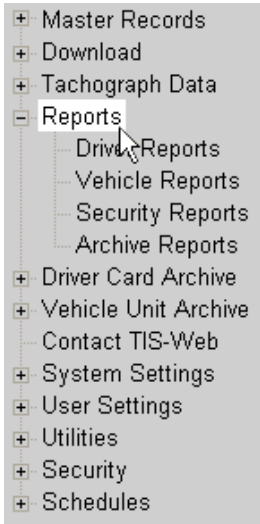 Master Records
Download
Tachograph Data
Reports
Driver Reports
Vehicle Reports
Security Reports
Archive Reports
Driver Card Archive
Vehicle Unit Archive
Contact TIS-Web
System Settings
User Settings
Utilities
Security
Schedules